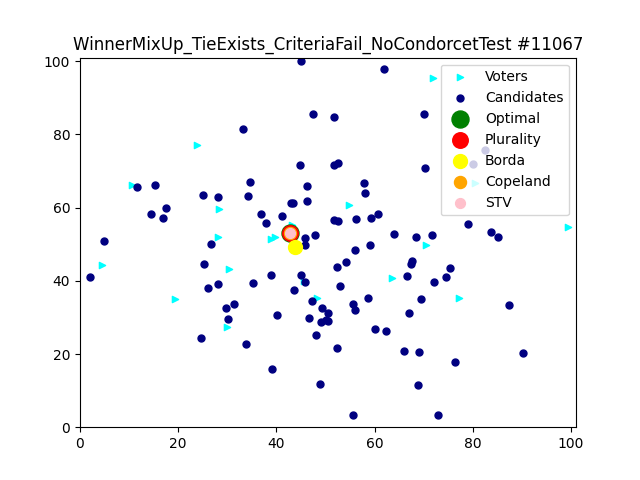 WinnerMixUp_TieExists_CriteriaFail_NoCondorcetTest #11067
100
80
60
40
20
0
0 20 40 60 80 100
Voters
Candidates
Optimal
Plurality
Borda
Copeland
STV